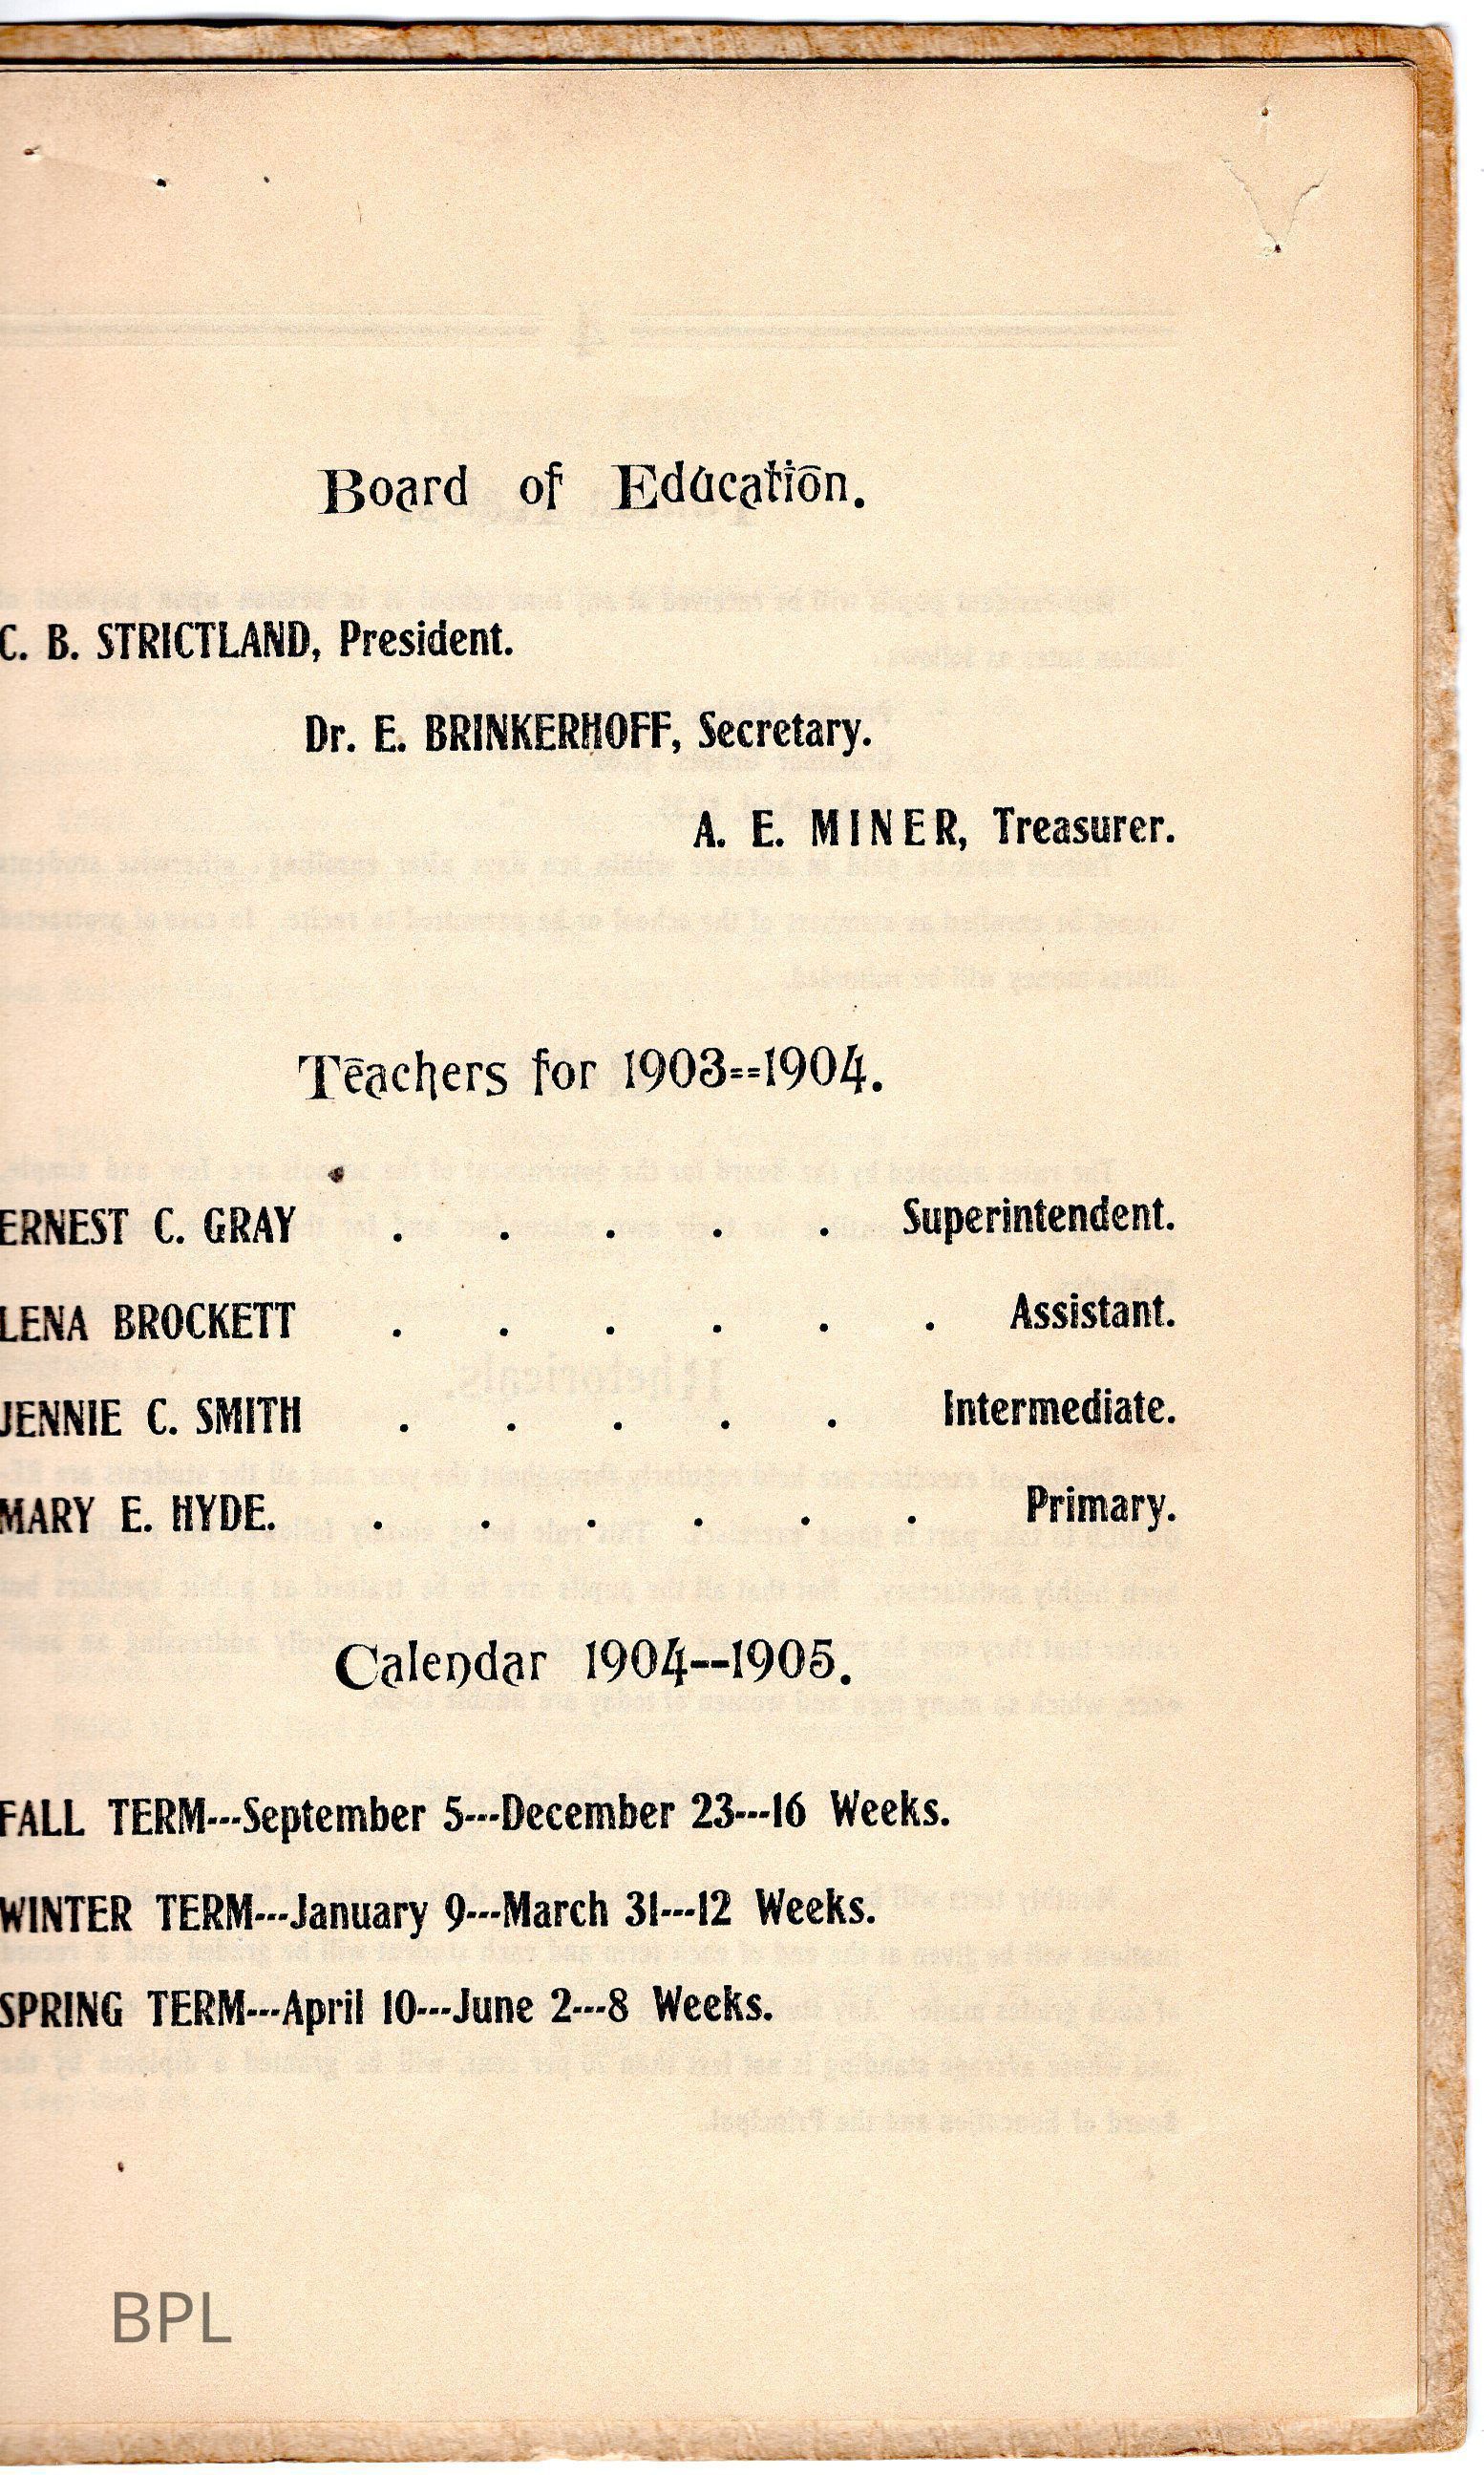 Board of Education.
C. B. STRICTLAND, President.
Dr. E. BRINKERHOFF, Secretary.
A. E. MINER, Treasurer.
Teachers for 1903==1904.
ERNEST C. GRAY . . . . . Superintendent.
LENA BROCKETT . . . . . . Assistant.
JENNIE C. SMITH . . . . . Intermediate.
MARY E. HYDE. . . . . . . Primary.
Calendar 1904--1905.
FALL TERM---September 5---December 23---16 Weeks.
WINTER TERM---January 9---March 31---12 Weeks.
SPRING TERM---April 10---June 2---8 Weeks.
BPL